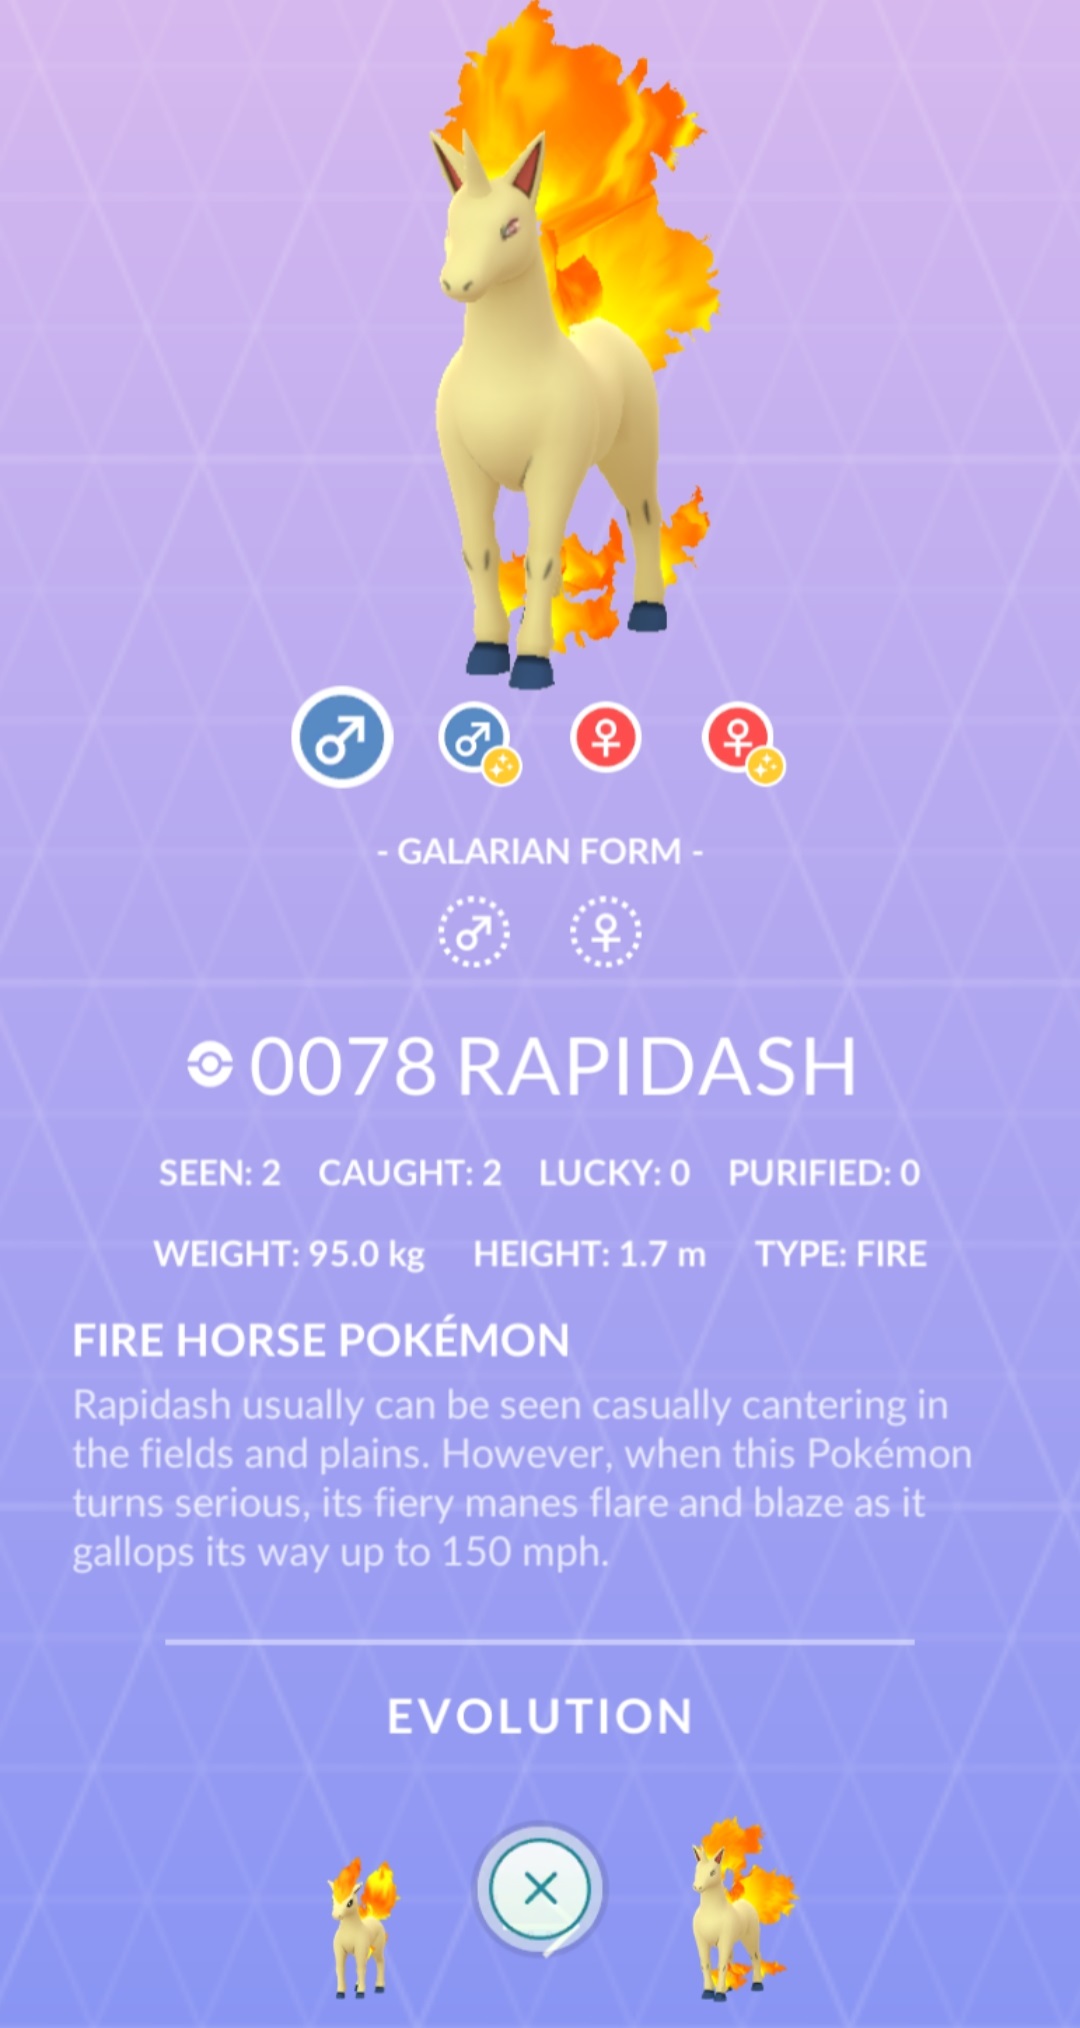 - GALARIAN FORM -
0078 RAPIDASH
SEEN: 2 CAUGHT: 2 LUCKY: 0 PURIFIED: 0
WEIGHT: 95.0 kg HEIGHT: 1.7 m TYPE: FIRE
FIRE HORSE POKÉMON
Rapidash usually can be seen casually cantering in
the fields and plains. However, when this Pokémon
turns serious, its fiery manes flare and blaze as it
gallops its way up to 150 mph.
EVOLUTION